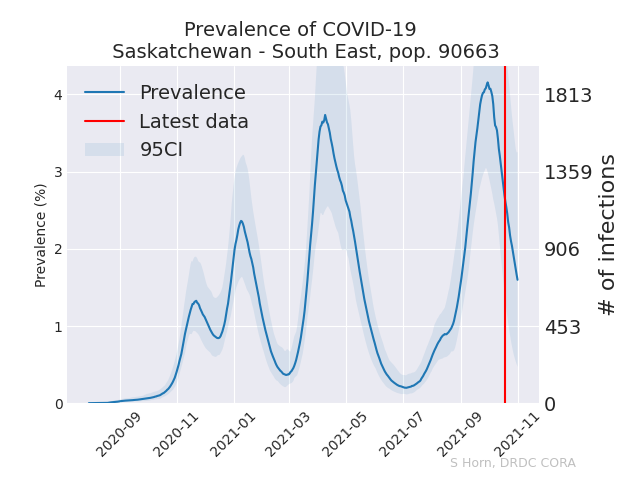 Prevalence of COVID-19
Saskatchewan - South East, pop. 90663
Prevalence
Latest data
95CI
Prevalence (%)
4
3
2
1
0
1813
1359
906
453
0
# of infections
2020-09
2020-11
2021-01
2021-03
2021-05
2021-07
2021-09
2021-11
S Horn, DRDC CORA